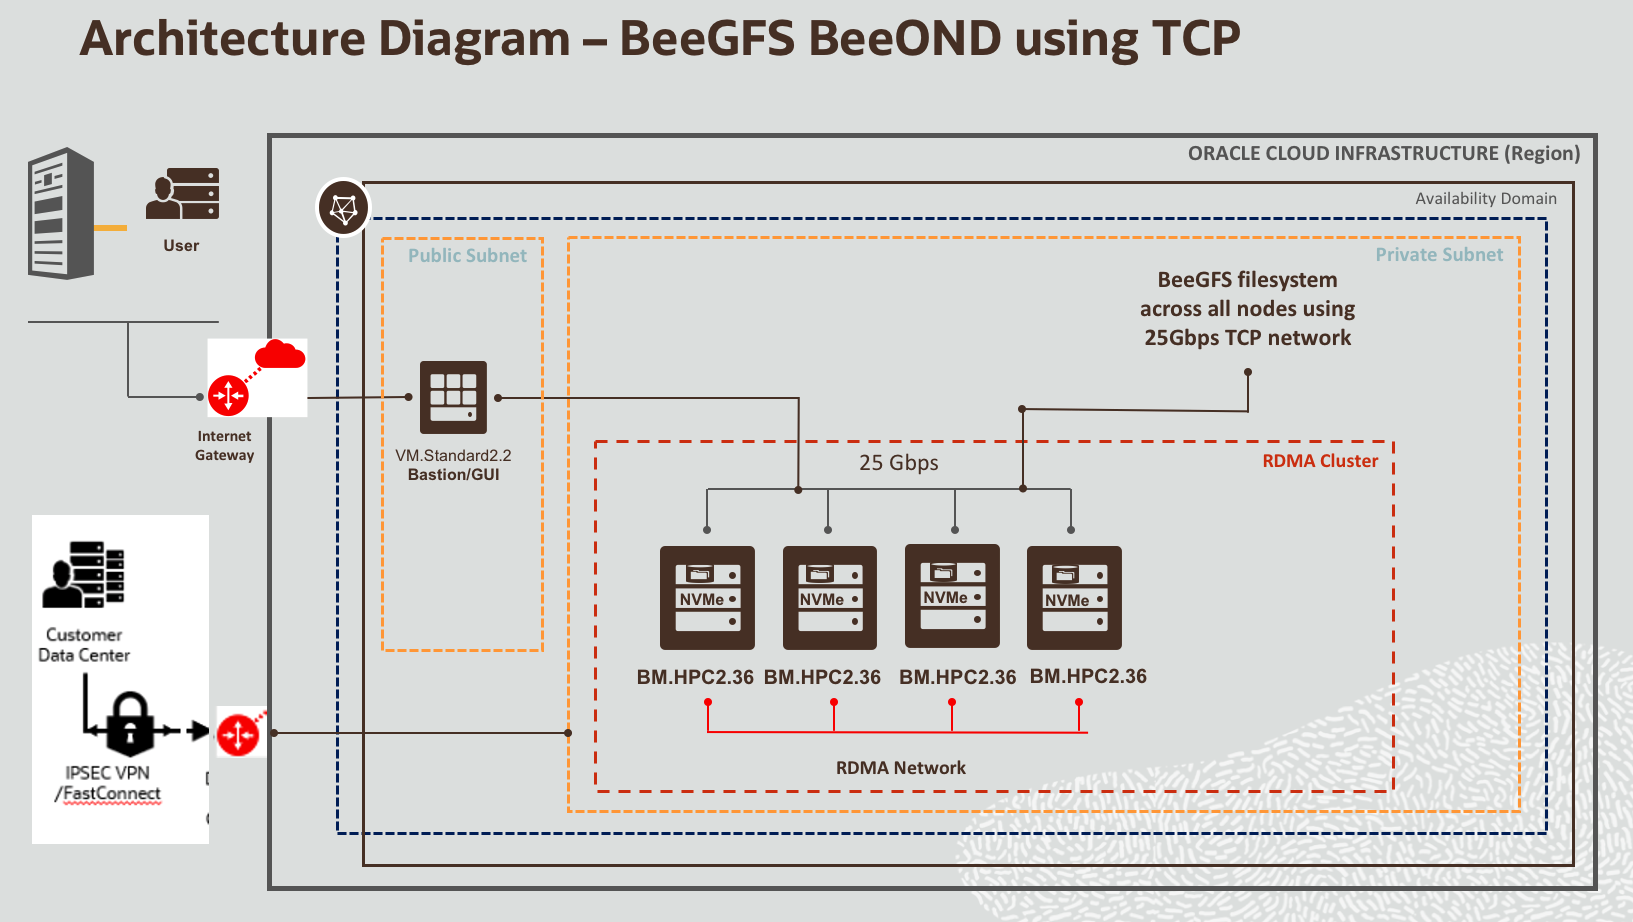 Architecture Diagram – BeeGFS BeeOND using TCP
ORACLE CLOUD INFRASTRUCTURE (Region)
Availability Domain
User
Public Subnet
Private Subnet
BeeGFS filesystem
across all nodes using
25Gbps TCP network
Internet
Gateway
VM.Standard2.2
Bastion/GUI
25 Gbps
RDMA Cluster
NVMe
NVMe
NVMe
NVMe
BM.HPC2.36
BM.HPC2.36
BM.HPC2.36
BM.HPC2.36
RDMA Network
Customer
Data Center
IPSEC VPN
/FastConnect